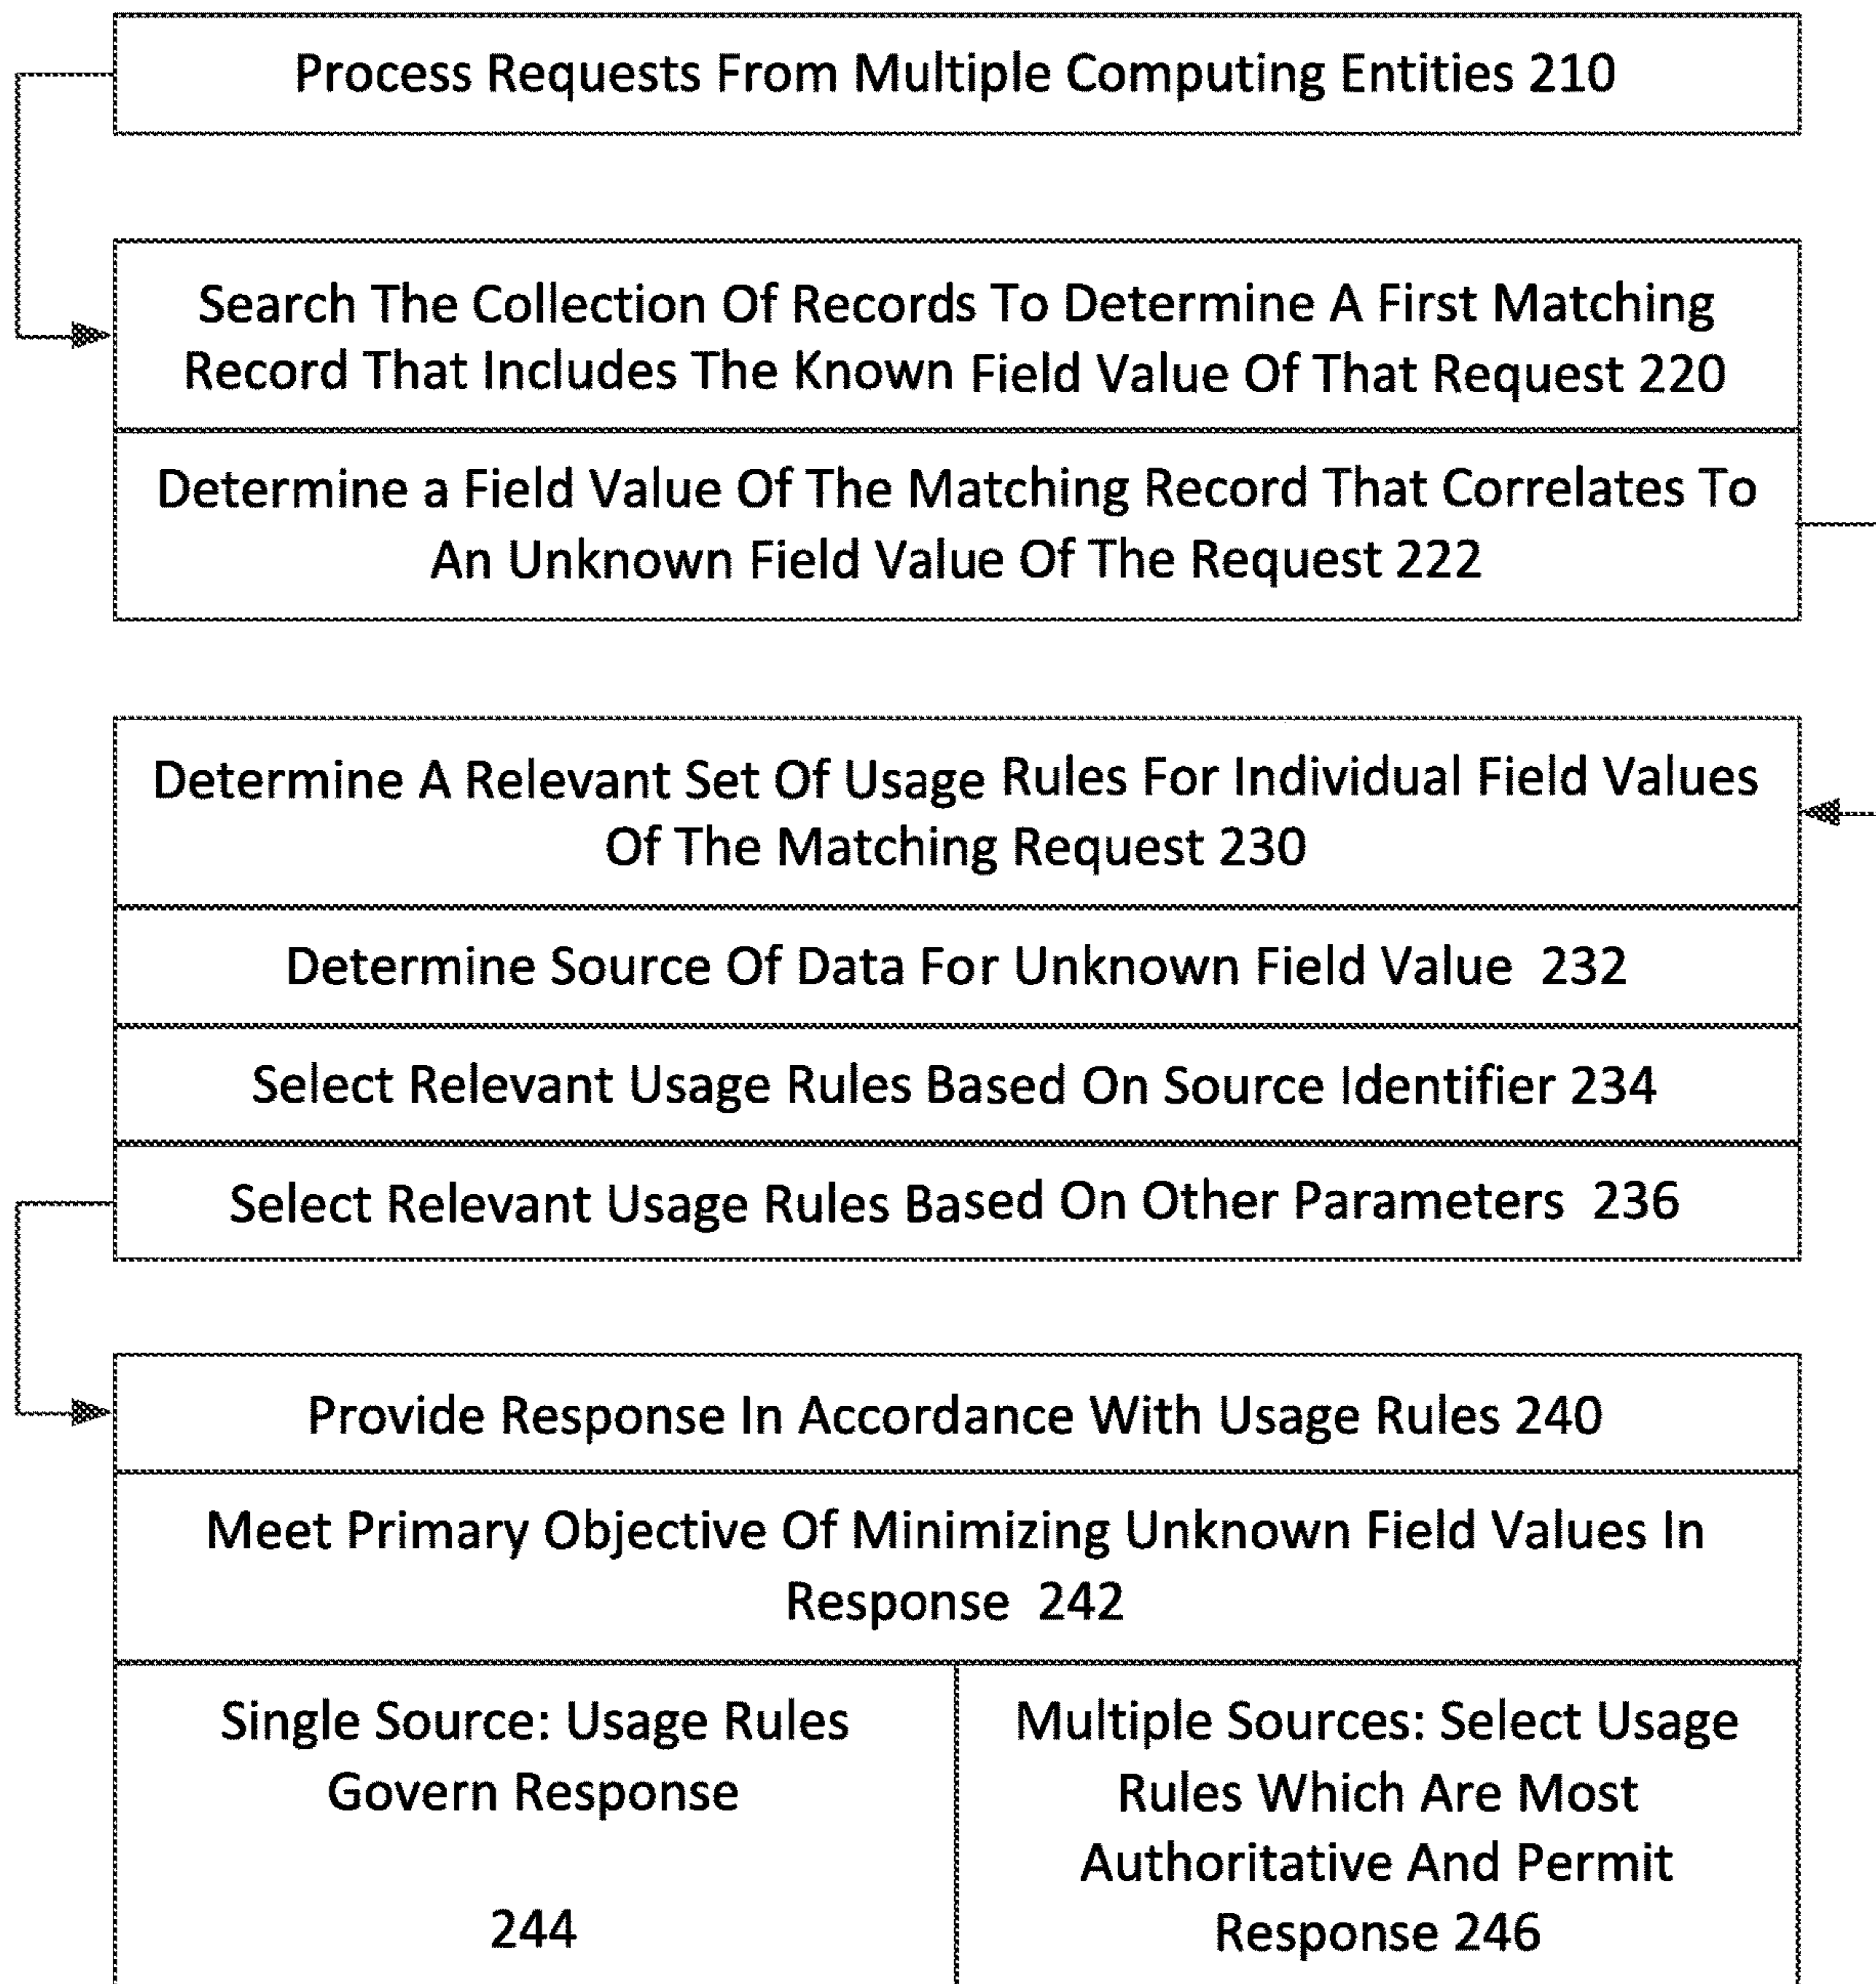 Process Requests From Multiple Computing Entities 210
Search The Collection Of Records To Determine A First Matching
Record That Includes The Known Field Value Of That Request 220
Determine a Field Value Of The Matching Record That Correlates To
An Unknown Field Value Of The Request 222
Determine A Relevant Set Of Usage Rules For Individual Field Values
Of The Matching Request 230
Determine Source Of Data For Unknown Field Value 232
Select Relevant Usage Rules Based On Source Identifier 234
Select Relevant Usage Rules Based On Other Parameters 236
Provide Response In Accordance With Usage Rules 240
Meet Primary Objective Of Minimizing Unknown Field Values In
Response 242
Single Source: Usage Rules
Govern Response
244
Multiple Sources: Select Usage
Rules Which Are Most
Authoritative And Permit
Response 246